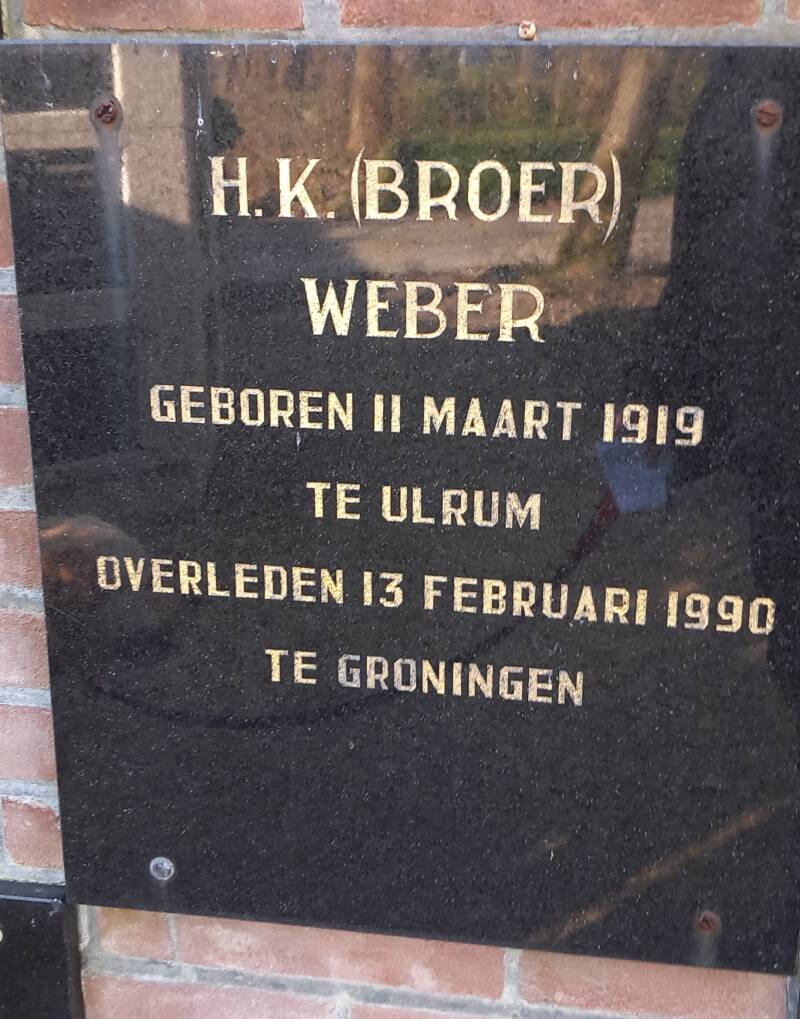 H. K. (BROER)
WEBER
GEBOREN 11 MAART 1919
TE ULRUM
OVERLEDEN 13 FEBRUARI 1990
TE GRONINGEN